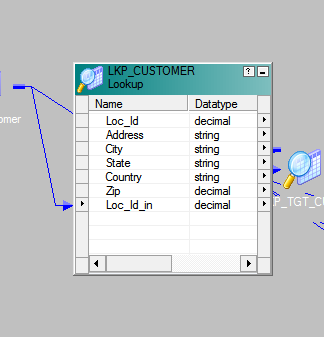 LKP_CUSTOMER
Lookup
Name Datatype
Loc_Id decimal
Address string
City string
State string
Country string
Zip decimal
Loc_Id_in decimal
omer
P_TGT_CU